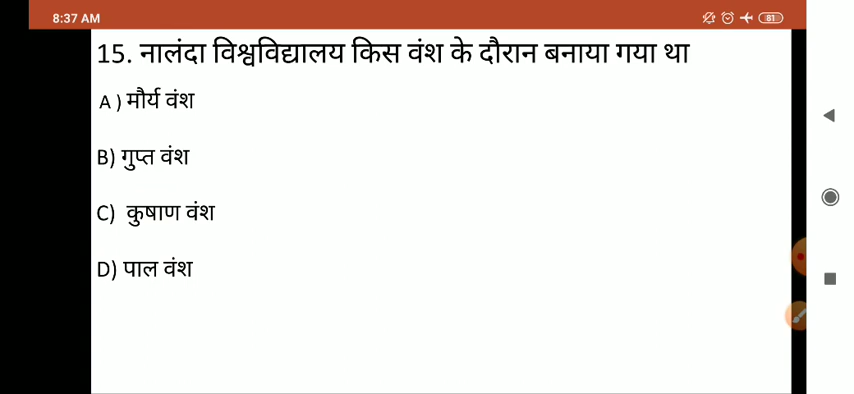 8:37 AM
81
15. नालंदा विश्वविद्यालय किस वंश के दौरान बनाया गया था
A ) मौर्य वंश
B) गुप्त वंश
C) कुषाण वंश
D) पाल वंश